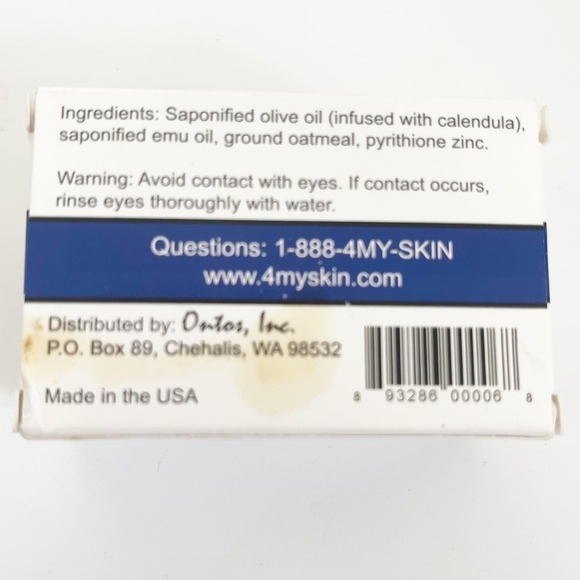 Ingredients: Saponified olive oil (infused with calendula),
saponified emu oil, ground oatmeal, pyrithione zinc.
Warning: Avoid contact with eyes. If contact occurs,
rinse eyes thoroughly with water.
Questions: 1-888-4MY-SKIN
www.4myskin.com
Distributed by: Ontos, Inc.
P.O. Box 89, Chehalis, WA 98532
Made in the USA
8 93286 00006 8